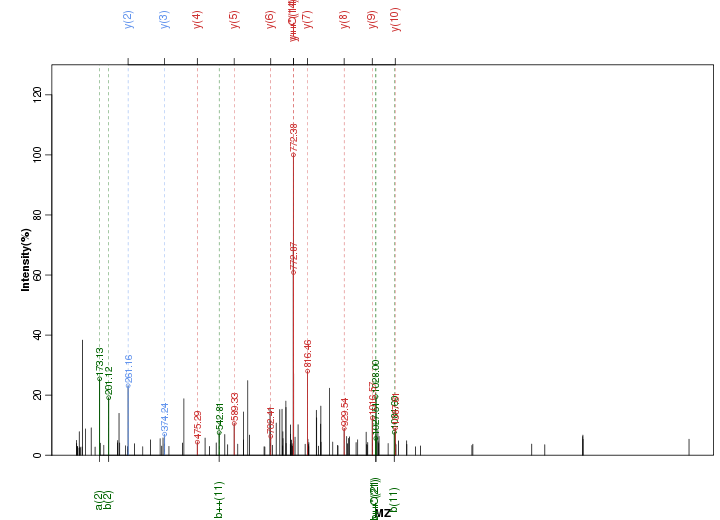 y(2) y(3) y(4) y(5) y(6) y(7) y(8) y(9) y(10)
Intensity(%)
0 20 40 60 80 100 120
173.13
201.12
261.16
374.24
475.29
542.81
589.33
702.41
772.38
772.87
816.46
929.54
1028.00
a(2) b(2) b++(11) b(11)
MZ